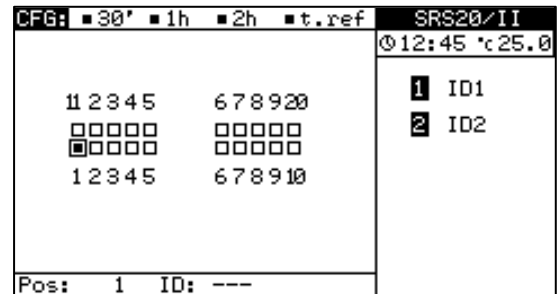 CFG: ▪30' ▪1h ▪2h ▪t.ref
SRS20/II
12:45 °C25.0
11 2 3 4 5 6 7 8 9 20
1 2 3 4 5 6 7 8 9 10
1 ID1
2 ID2
Pos: 1 ID: ---